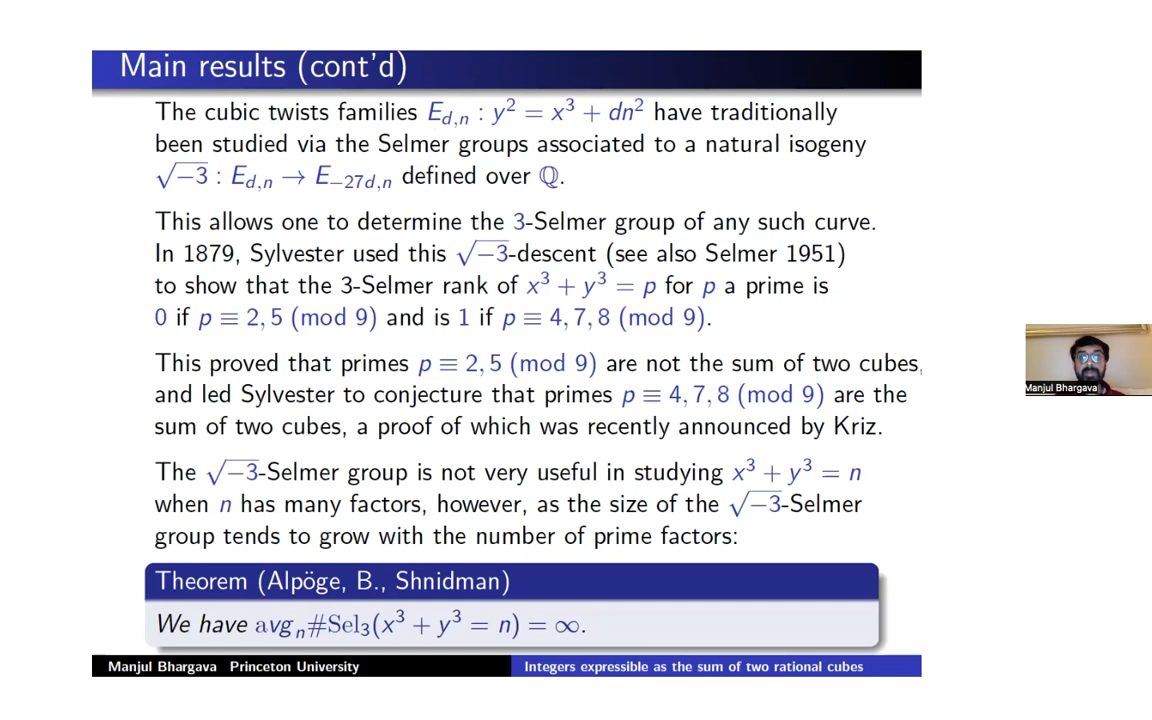 Main results (cont'd)
The cubic twists families E_{d,n} : y² = x³ + dn² have traditionally
been studied via the Selmer groups associated to a natural isogeny
√−3 : E_{d,n} → E_{−27d,n} defined over ℚ.
This allows one to determine the 3-Selmer group of any such curve.
In 1879, Sylvester used this √−3-descent (see also Selmer 1951)
to show that the 3-Selmer rank of x³ + y³ = p for p a prime is
0 if p ≡ 2, 5 (mod 9) and is 1 if p ≡ 4, 7, 8 (mod 9).
This proved that primes p ≡ 2, 5 (mod 9) are not the sum of two cubes,
and led Sylvester to conjecture that primes p ≡ 4, 7, 8 (mod 9) are the
sum of two cubes, a proof of which was recently announced by Kriz.
The √−3-Selmer group is not very useful in studying x³ + y³ = n
when n has many factors, however, as the size of the √−3-Selmer
group tends to grow with the number of prime factors:
Theorem (Alpöge, B., Shnidman)
We have avg_n #Sel₃(x³ + y³ = n) = ∞.
Manjul Bhargava Princeton University
Integers expressible as the sum of two rational cubes
Manjul Bhargava